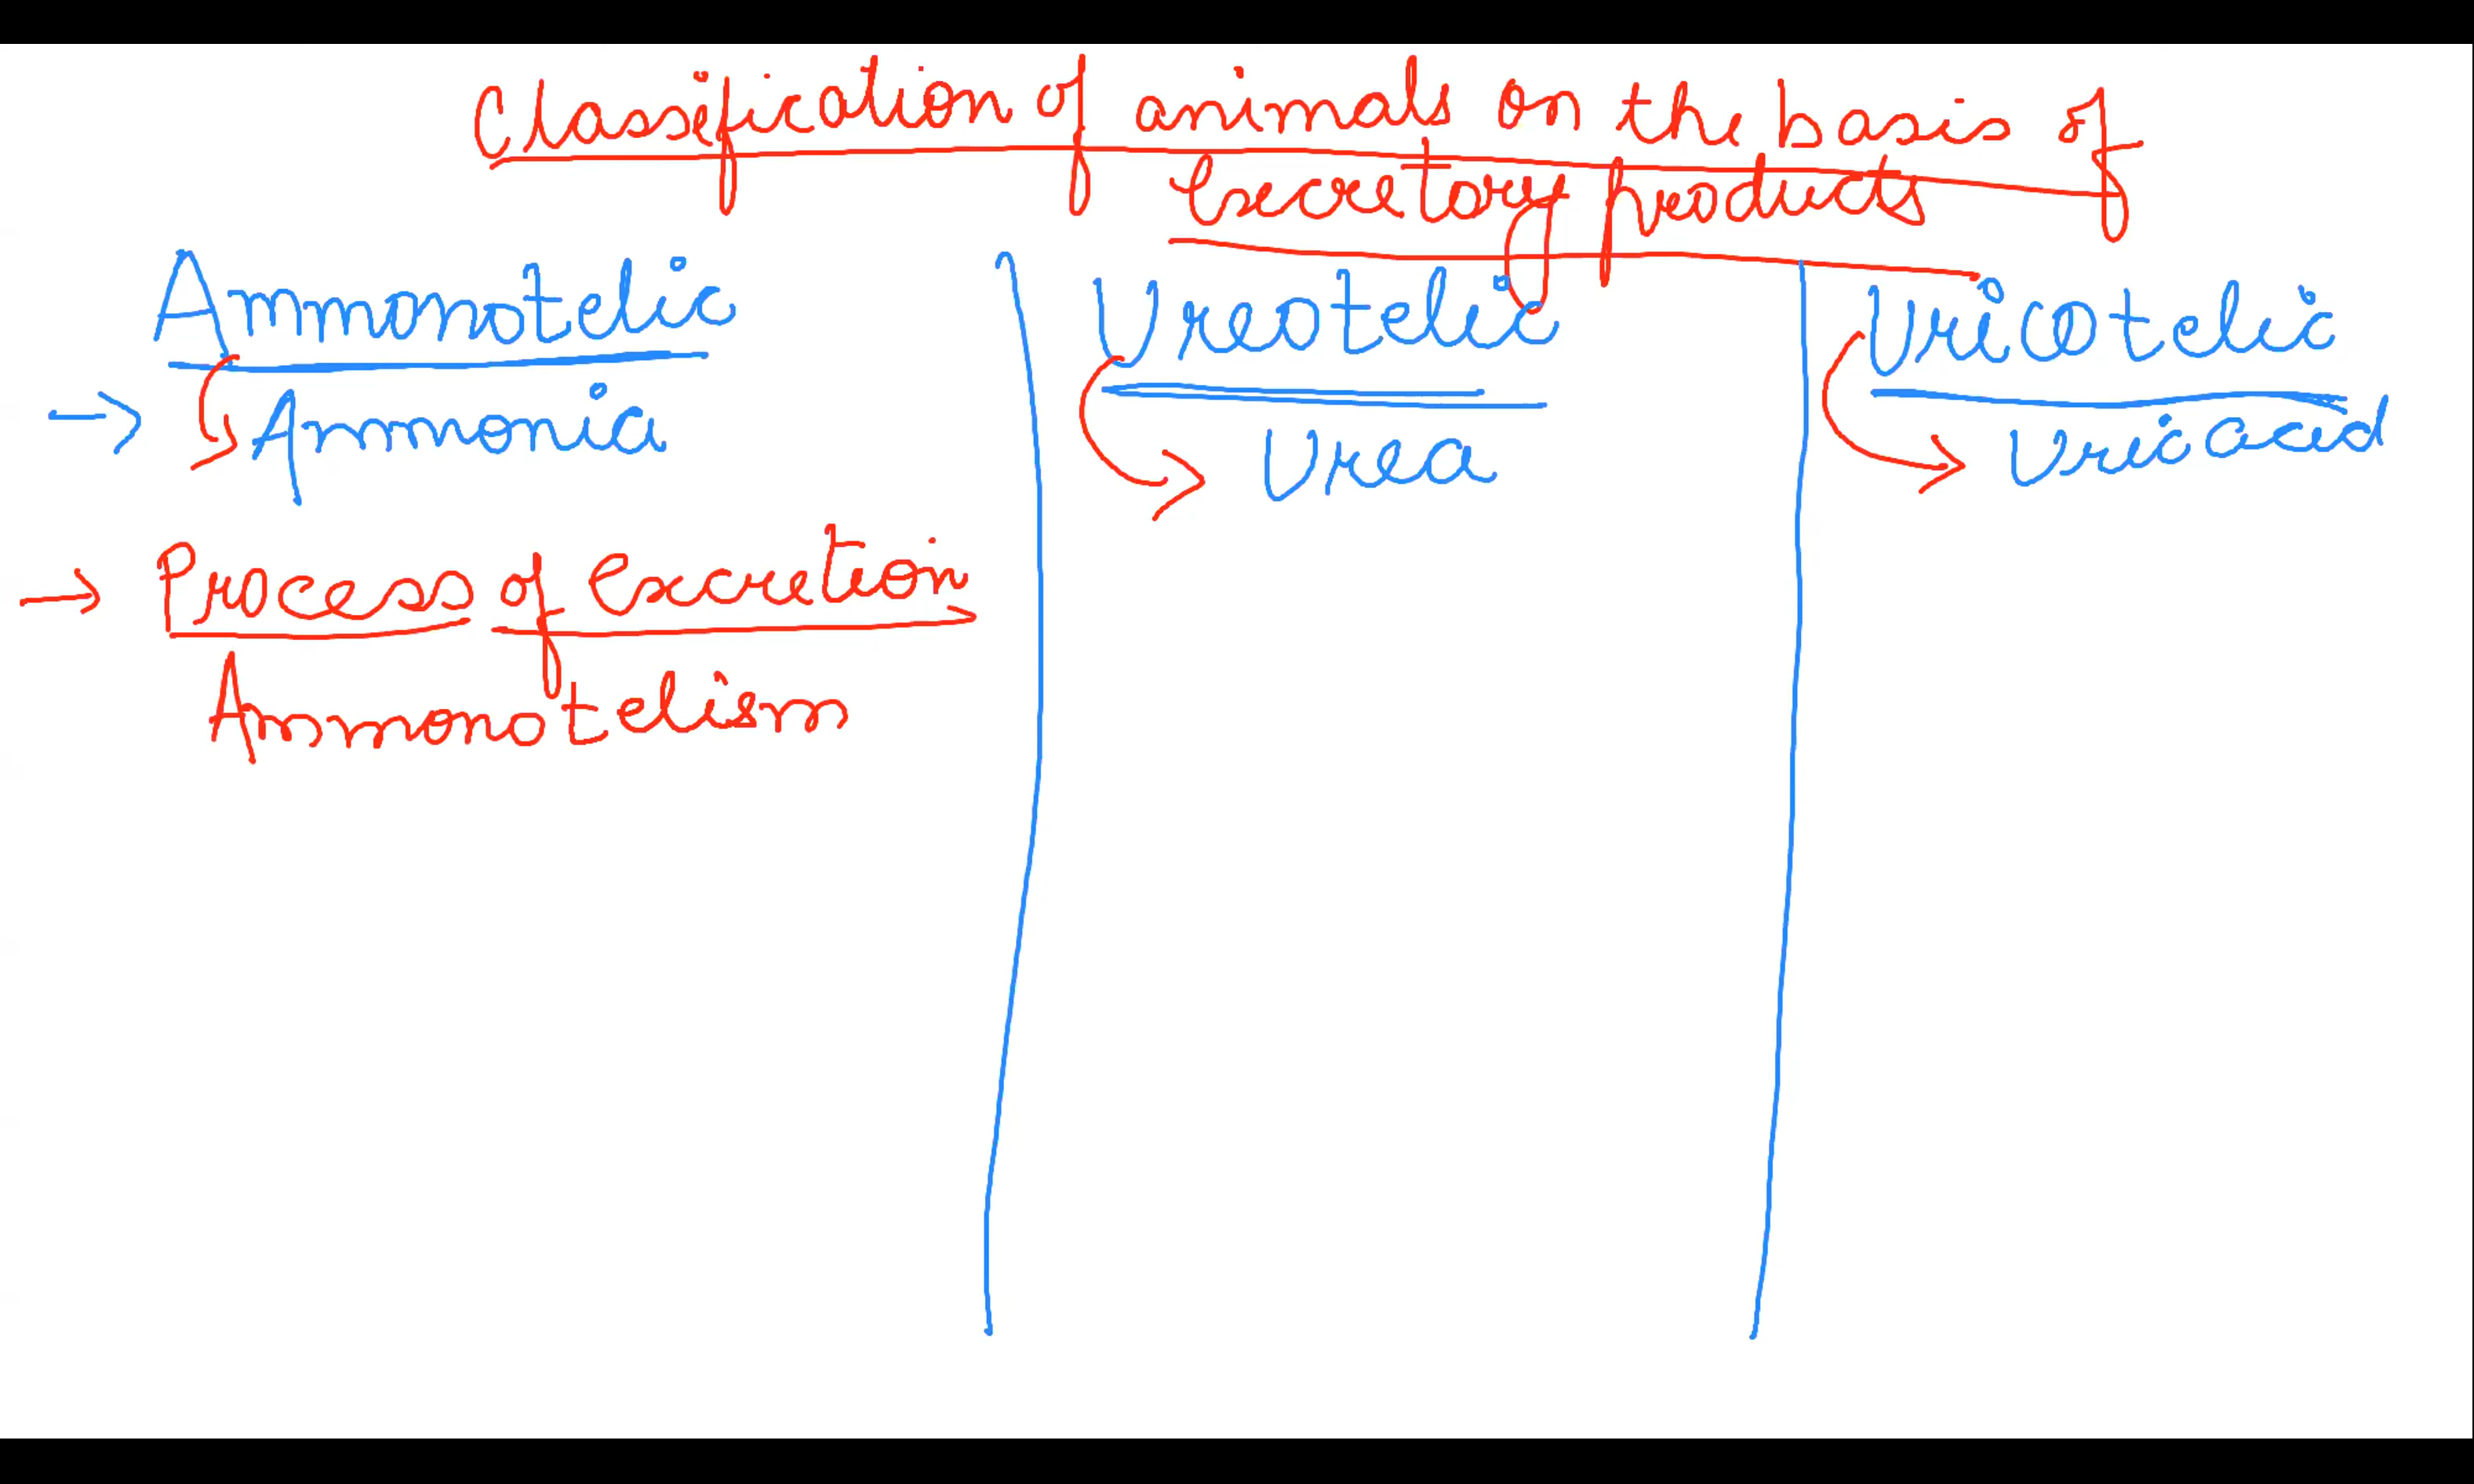 Classification of animals on the basis of
Excretory products
Ammonotelic
→ Ammonia
→ Process of Excretion
Ammonotelism
Ureotelic
Urea
Uricotelic
Uric acid